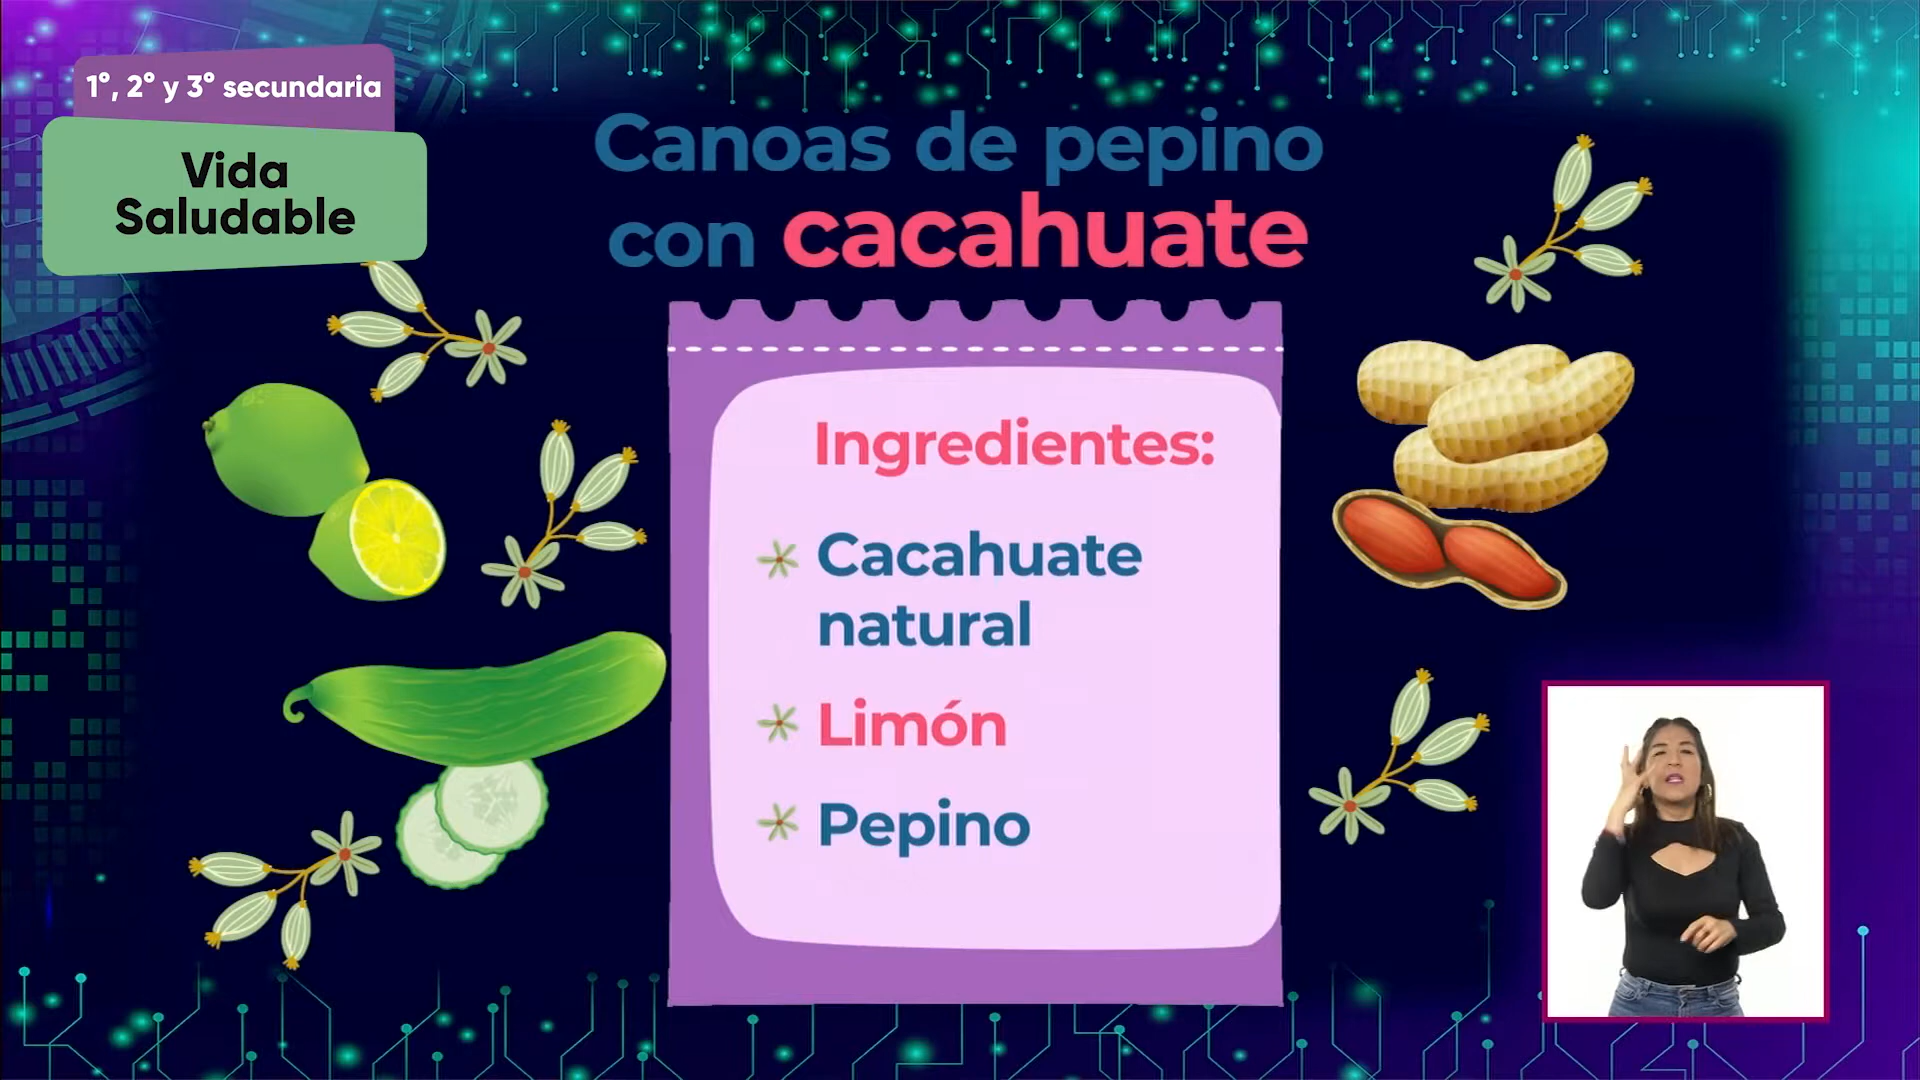 1°, 2° y 3° secundaria
Vida
Saludable
Canoas de pepino
con cacahuate
Ingredientes:
Cacahuate
natural
Limón
Pepino